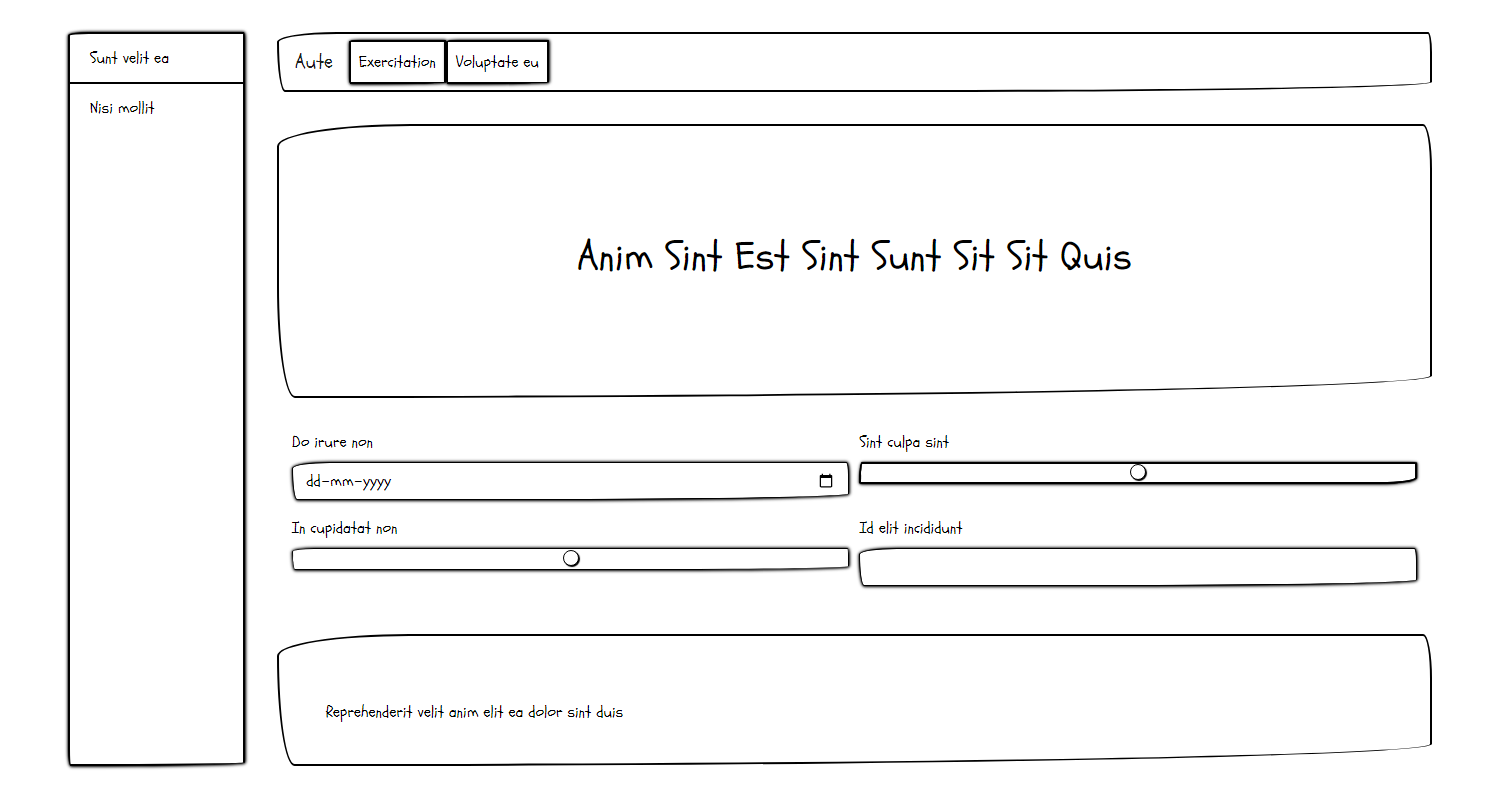 Sunt velit ea
Nisi mollit
Aute
Exercitation
Voluptate eu
Anim Sint Est Sint Sunt Sit Sit Quis
Do irure non
dd-mm-yyyy
Sint culpa sint
In cupidatat non
Id elit incididunt
Reprehenderit velit anim elit ea dolor sint duis